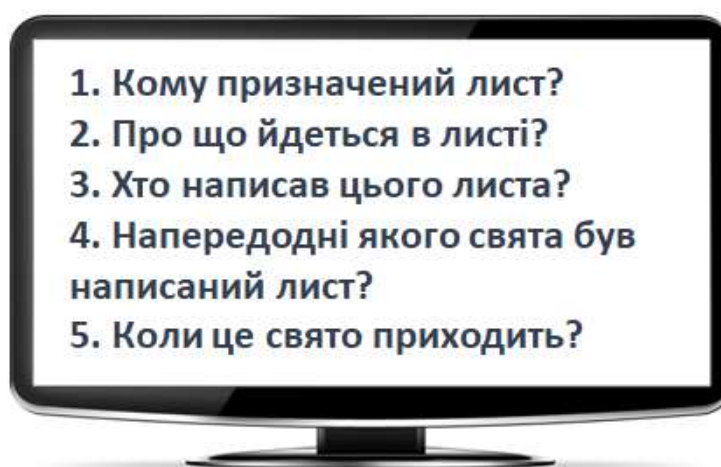 1. Кому призначений лист?
2. Про що йдеться в листі?
3. Хто написав цього листа?
4. Напередодні якого свята був
написаний лист?
5. Коли це свято приходить?